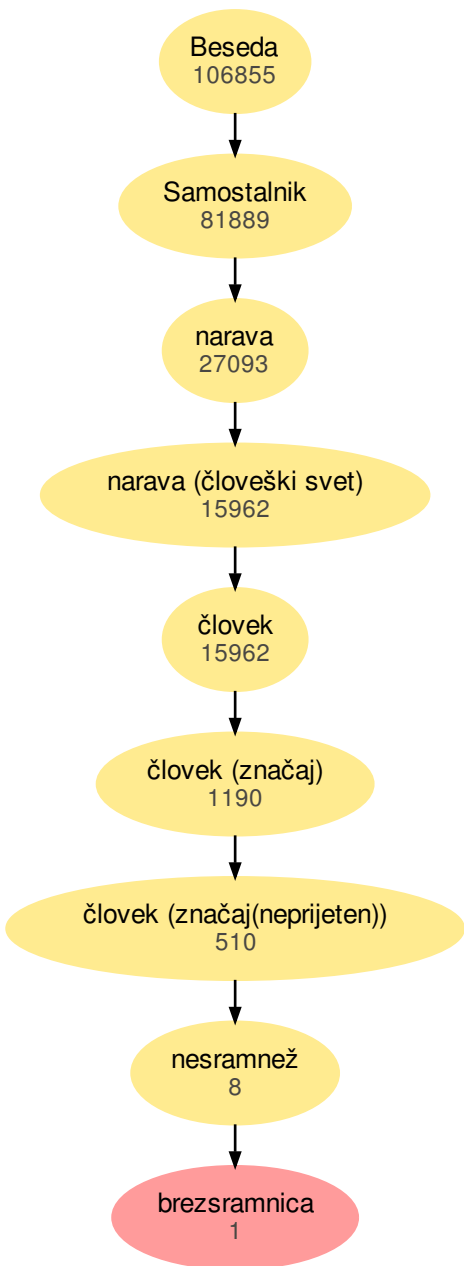 Beseda
106855
Samostalnik
81889
narava
27093
narava (človeški svet)
15962
človek
15962
človek (značaj)
1190
človek (značaj(neprijeten))
510
nesramnež
8
brezsramnica
1